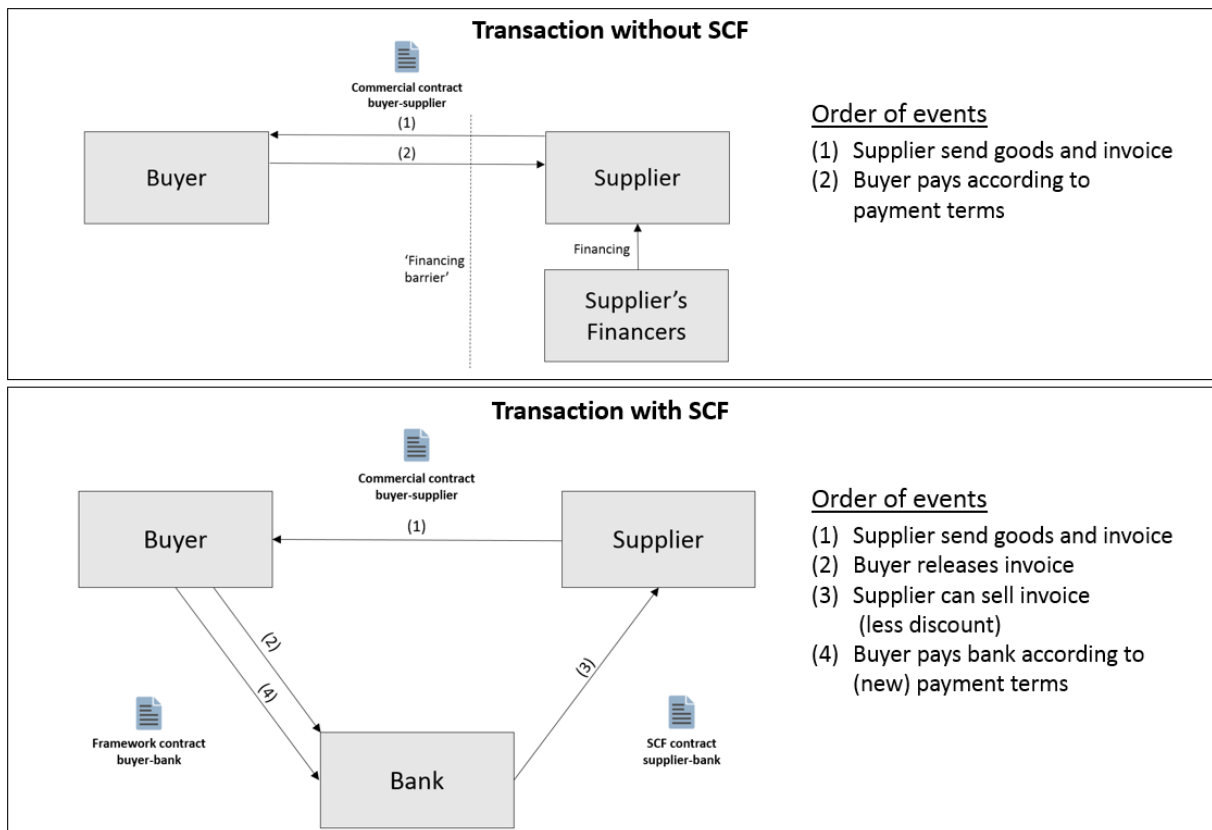 Transaction without SCF
Commercial contract
buyer-supplier
(1)
(2)
Buyer
Supplier
Financing
'Financing
barrier'
Supplier's
Financers
Order of events
(1) Supplier send goods and invoice
(2) Buyer pays according to
payment terms
Transaction with SCF
Commercial contract
buyer-supplier
(1)
Buyer
Supplier
(2)
(4)
(3)
Framework contract
buyer-bank
SCF contract
supplier-bank
Bank
Order of events
(1) Supplier send goods and invoice
(2) Buyer releases invoice
(3) Supplier can sell invoice
(less discount)
(4) Buyer pays bank according to
(new) payment terms